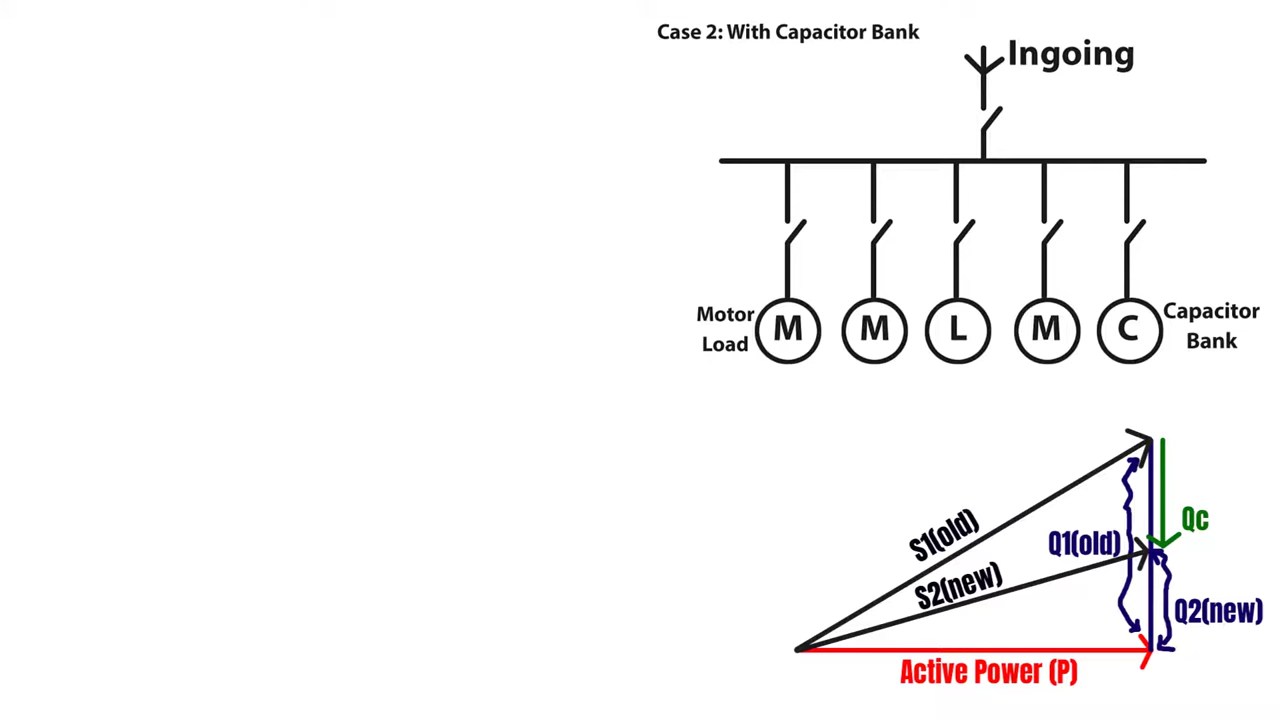 Case 2: With Capacitor Bank
Ingoing
Motor
Load
M
M
L
M
C
Capacitor
Bank
S1(old)
S2(new)
Q1(old)
Qc
Q2(new)
Active Power (P)